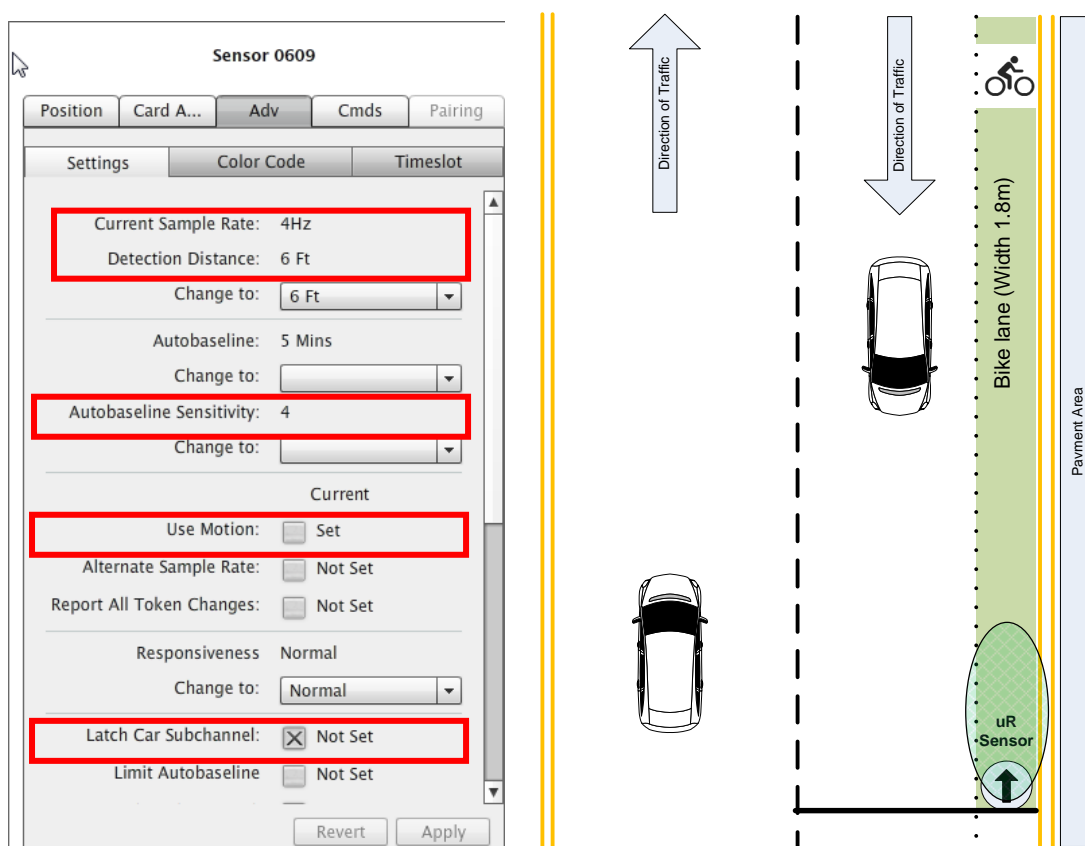 Sensor 0609
Position
Card A...
Adv
Cmds
Pairing
Settings
Color Code
Timeslot
Current Sample Rate: 4Hz
Detection Distance: 6 Ft
Change to: 6 Ft
Autobaseline: 5 Mins
Change to:
Autobaseline Sensitivity: 4
Change to:
Current
Use Motion: Set
Alternate Sample Rate: Not Set
Report All Token Changes: Not Set
Responsiveness Normal
Change to: Normal
Latch Car Subchannel: Not Set
Limit Autobaseline Not Set
Revert
Apply
Direction of Traffic
Direction of Traffic
Bike lane (Width 1.8m)
Pavment Area
uR
Sensor